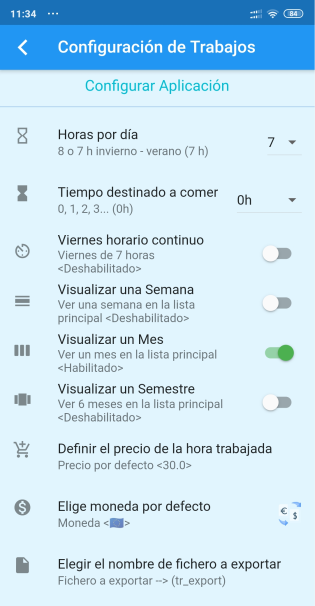 11:34 ... 84
Configuración de Trabajos
Configurar Aplicación
Horas por día
8 o 7 h invierno - verano (7 h)
7
Tiempo destinado a comer
0, 1, 2, 3... (0h)
0h
Viernes horario continuo
Viernes de 7 horas
<Deshabilitado>
Visualizar una Semana
Ver una semana en la lista
principal <Deshabilitado>
Visualizar un Mes
Ver un mes en la lista principal
<Habilitado>
Visualizar un Semestre
Ver 6 meses en la lista principal
<Deshabilitado>
Definir el precio de la hora trabajada
Precio por defecto <30.0>
Elige moneda por defecto
Moneda <🇪🇺>
€ $
Elegir el nombre de fichero a exportar
Fichero a exportar --> (tr_export)